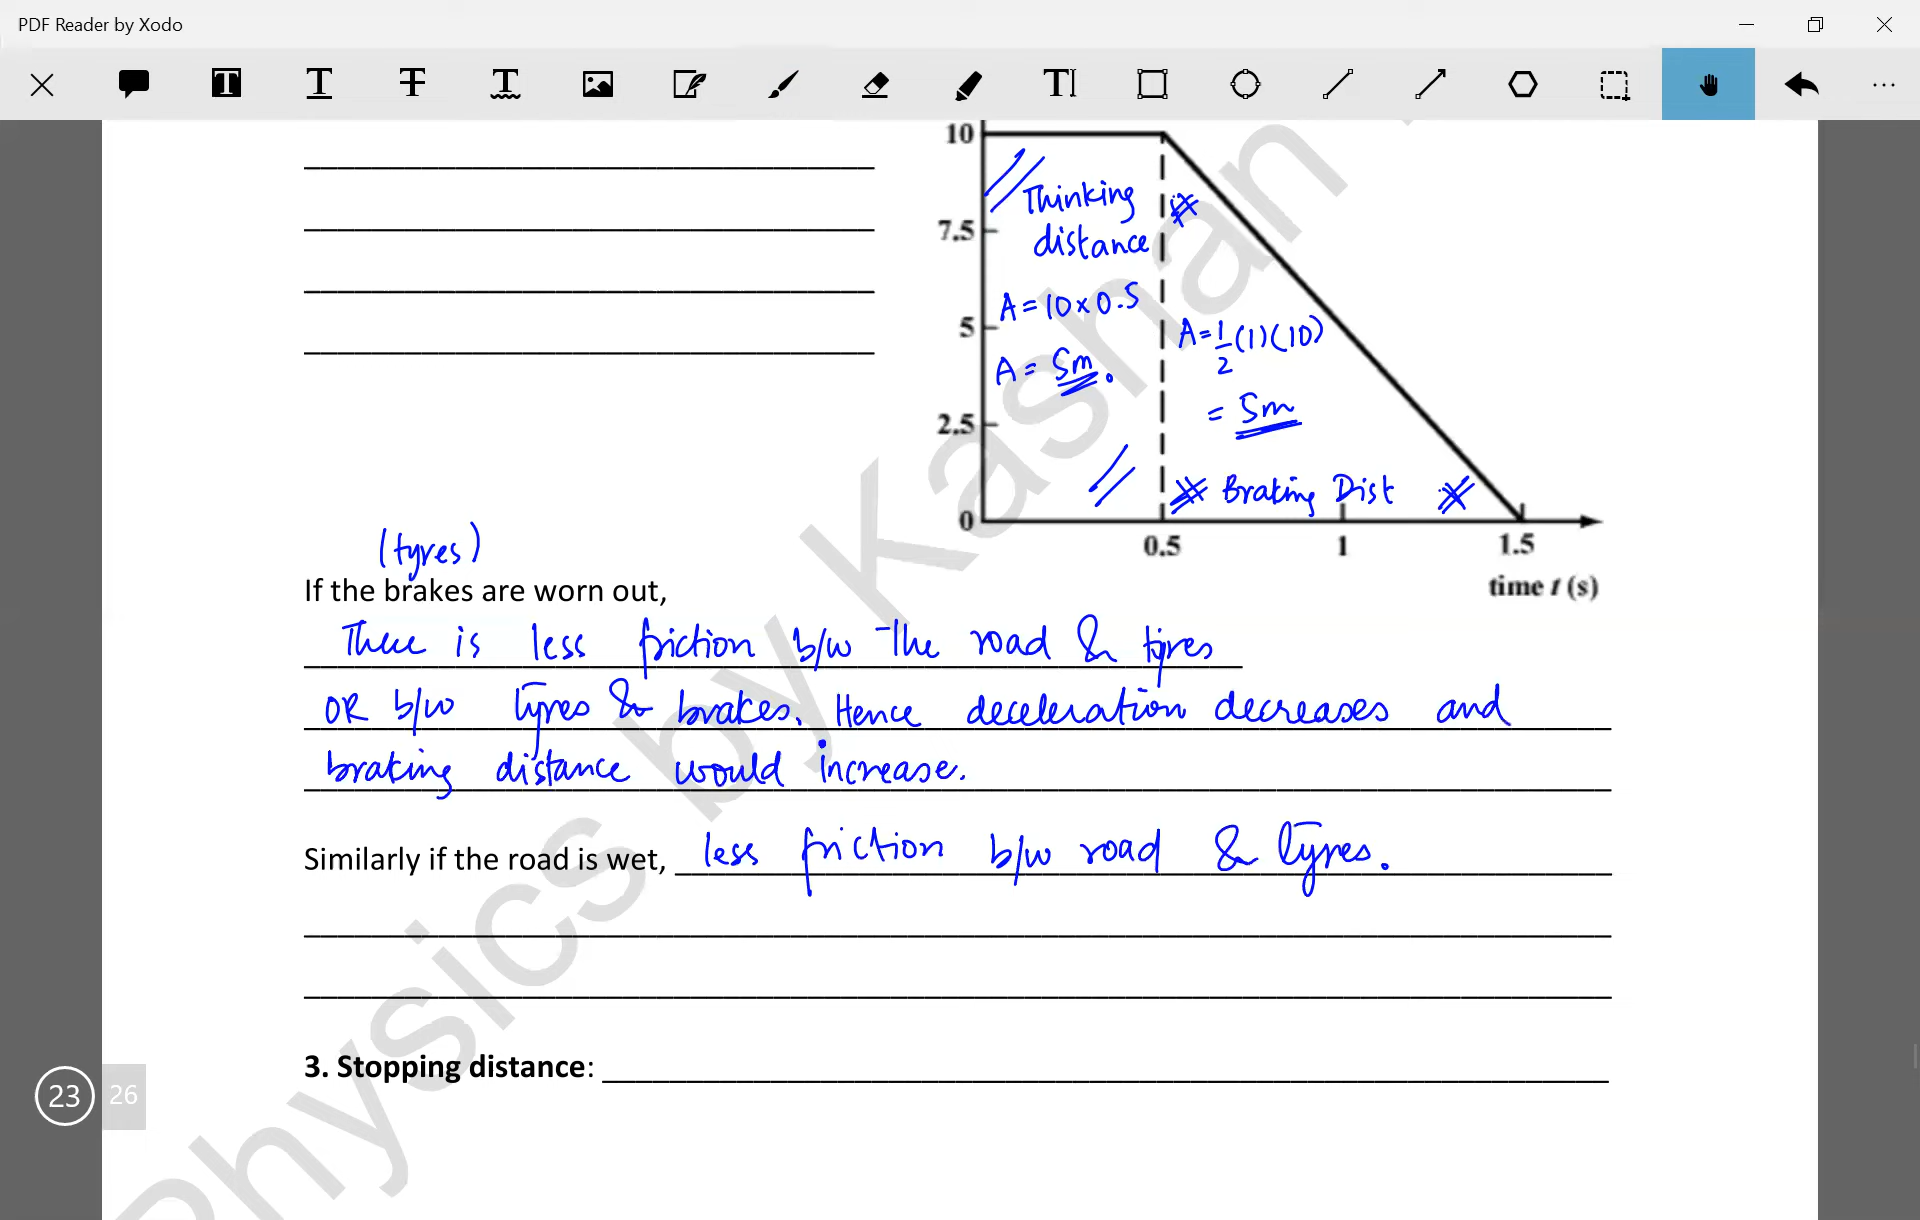 PDF Reader by Xodo
10
7.5
5
2.5
0
0.5
1
1.5
time t (s)
Thinking
distance
A = 10 x 0.5
A = 5m.
A = 1/2 (1)(10)
= 5m
Braking Dist
(tyres)
If the brakes are worn out,
There is less friction b/w the road & tyres
OR b/w tyres & brakes. Hence deceleration decreases and
braking distance would increase.
Similarly if the road is wet, less friction b/w road & tyres.
3. Stopping distance:
23
26
Physics by Kashan